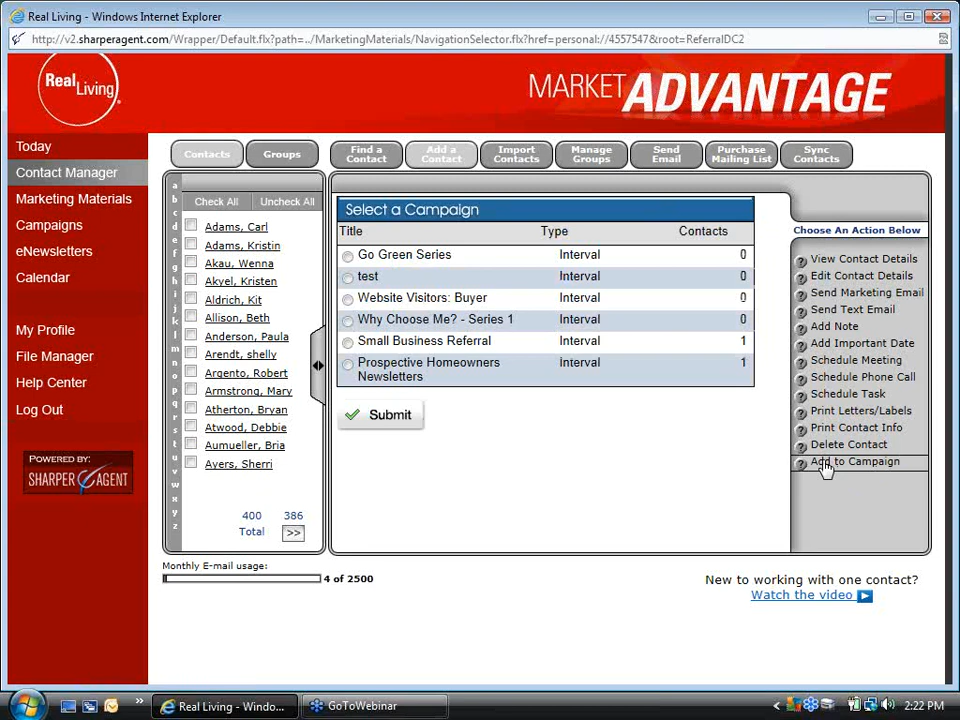 Real Living - Windows Internet Explorer
http://v2.sharperagent.com/Wrapper/Default.flx?path=../MarketingMaterials/NavigationSelector.flx?href=personal://4557547&root=ReferralDC2
Real
Living
MARKET ADVANTAGE
Today
Contact Manager
Marketing Materials
Campaigns
eNewsletters
Calendar
My Profile
File Manager
Help Center
Log Out
POWERED BY:
SHARPER AGENT
Contacts
Groups
Find a
Contact
Add a
Contact
Import
Contacts
Manage
Groups
Send
Email
Purchase
Mailing List
Sync
Contacts
a
b
c
d
e
f
g
h
i
j
k
l
m
n
o
p
q
r
s
t
u
v
w
x
y
z
Check All
Uncheck All
Adams, Carl
Adams, Kristin
Akau, Wenna
Akyel, Kristen
Aldrich, Kit
Allison, Beth
Anderson, Paula
Arendt, shelly
Argento, Robert
Armstrong, Mary
Atherton, Bryan
Atwood, Debbie
Aumueller, Bria
Ayers, Sherri
400 386
Total >>
Select a Campaign
Title Type Contacts
Go Green Series Interval 0
test Interval 0
Website Visitors: Buyer Interval 0
Why Choose Me? - Series 1 Interval 0
Small Business Referral Interval 1
Prospective Homeowners Interval 1
Newsletters
Submit
Choose An Action Below
? View Contact Details
? Edit Contact Details
? Send Marketing Email
? Send Text Email
? Add Note
? Add Important Date
? Schedule Meeting
? Schedule Phone Call
? Schedule Task
? Print Letters/Labels
? Print Contact Info
? Delete Contact
? Add to Campaign
Monthly E-mail usage:
4 of 2500
New to working with one contact?
Watch the video
» Real Living - Windo... GoToWebinar < 2:22 PM